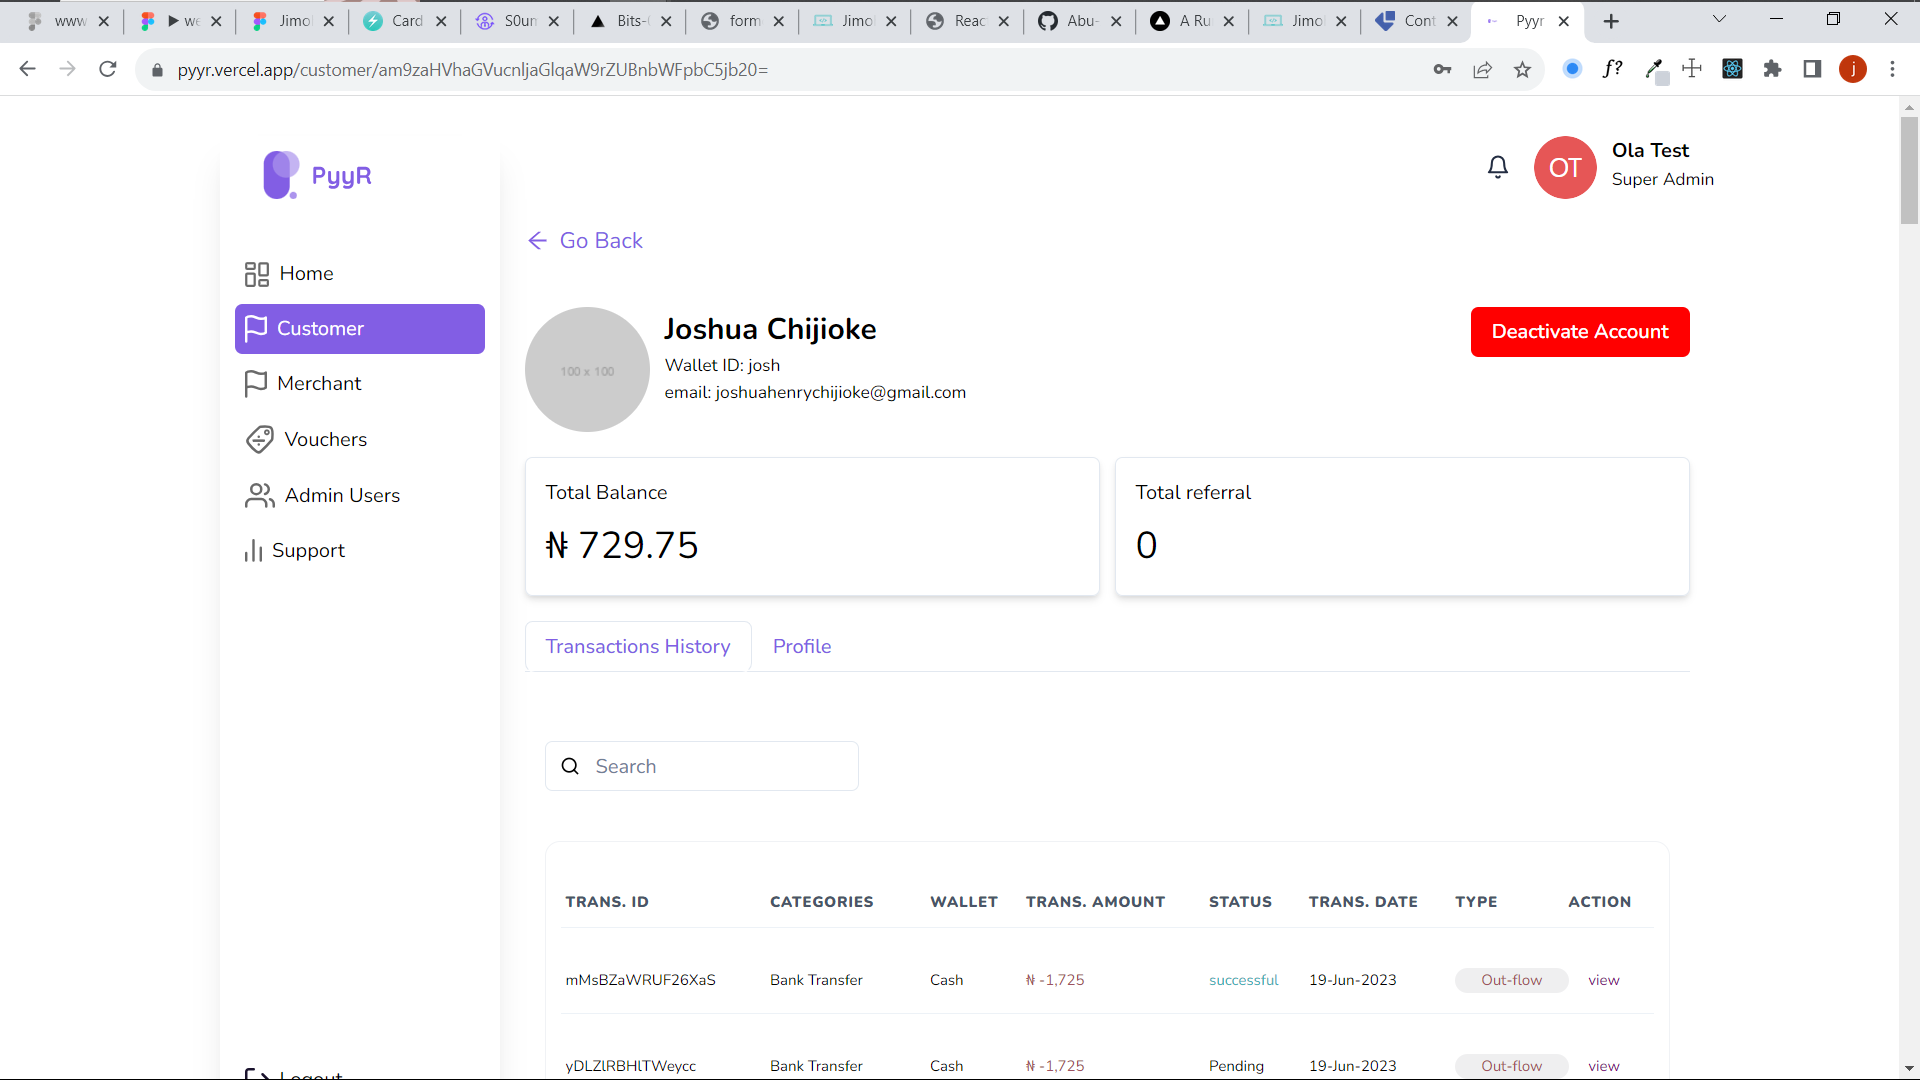 www
▶ we
Jimo
Card
S0un
Bits-
form
Jimo
Reac
Abu-
A Ru
Jimo
Cont
Pyyr
pyyr.vercel.app/customer/am9zaHVhaGVucnljaGlqaW9rZUBnbWFpbC5jb20=
f?
j
PyyR
OT
Ola Test
Super Admin
Go Back
Home
Customer
Merchant
Vouchers
Admin Users
Support
Logout
100 x 100
Joshua Chijioke
Wallet ID: josh
email: joshuahenrychijioke@gmail.com
Deactivate Account
Total Balance
₦ 729.75
Total referral
0
Transactions History Profile
Search
TRANS. ID CATEGORIES WALLET TRANS. AMOUNT STATUS TRANS. DATE TYPE ACTION
mMsBZaWRUF26XaS Bank Transfer Cash ₦ -1,725 successful 19-Jun-2023 Out-flow view
yDLZlRBHlTWeycc Bank Transfer Cash ₦ -1,725 Pending 19-Jun-2023 Out-flow view